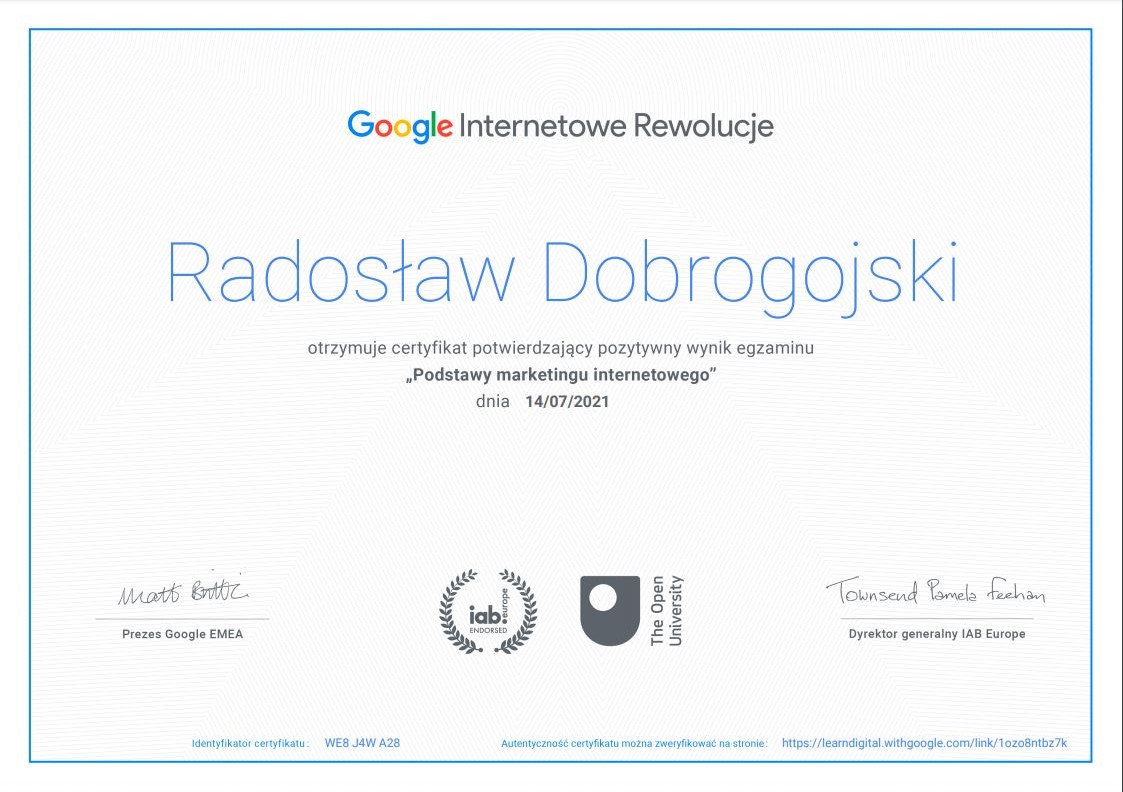 Google Internetowe Rewolucje
Radosław Dobrogojski
otrzymuje certyfikat potwierdzający pozytywny wynik egzaminu
„Podstawy marketingu internetowego”
dnia 14/07/2021
Matt Brittin
Prezes Google EMEA
iab: europe
ENDORSED
The Open
University
Townsend Pamela Feehan
Dyrektor generalny IAB Europe
Identyfikator certyfikatu: WE8 J4W A28
Autentyczność certyfikatu można zweryfikować na stronie: https://learndigital.withgoogle.com/link/1ozo8ntbz7k